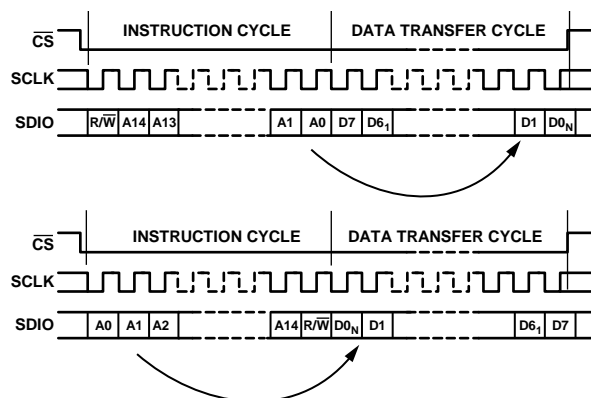 INSTRUCTION CYCLE DATA TRANSFER CYCLE
CS
SCLK
SDIO R/W A14 A13 A1 A0 D7 D6₁ D1 D0ₙ
INSTRUCTION CYCLE DATA TRANSFER CYCLE
CS
SCLK
SDIO A0 A1 A2 A14 R/W D0ₙ D1 D6₁ D7